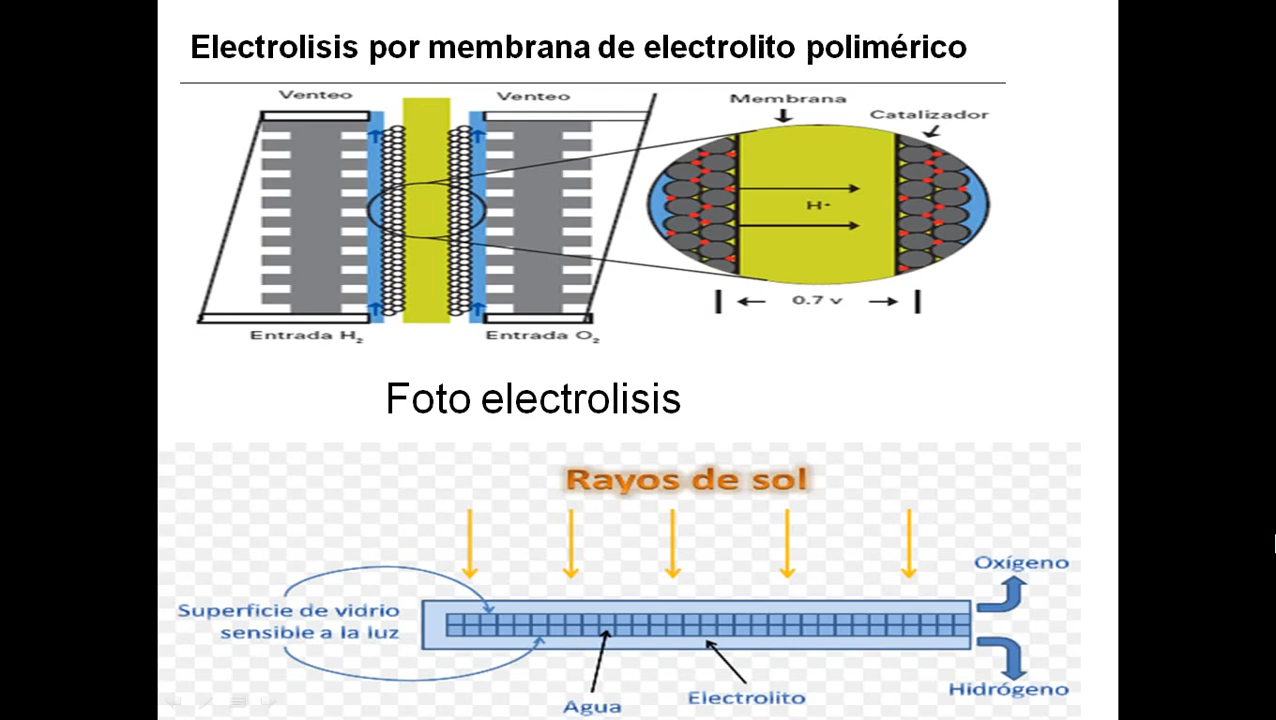 Electrolisis por membrana de electrolito polimérico
Venteo
Venteo
Membrana
Catalizador
H+
0.7 v
Entrada H₂
Entrada O₂
Foto electrolisis
Rayos de sol
Oxígeno
Superficie de vidrio
sensible a la luz
Hidrógeno
Electrolito
Agua